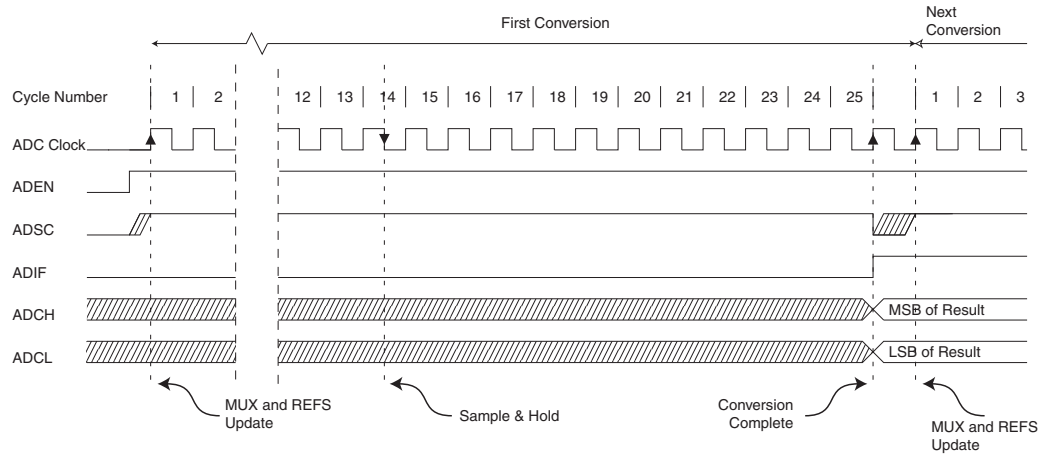 First Conversion
Next
Conversion
Cycle Number 1 2 12 13 14 15 16 17 18 19 20 21 22 23 24 25 1 2 3
ADC Clock
ADEN
ADSC
ADIF
ADCH MSB of Result
ADCL LSB of Result
MUX and REFS
Update
Sample & Hold
Conversion
Complete
MUX and REFS
Update